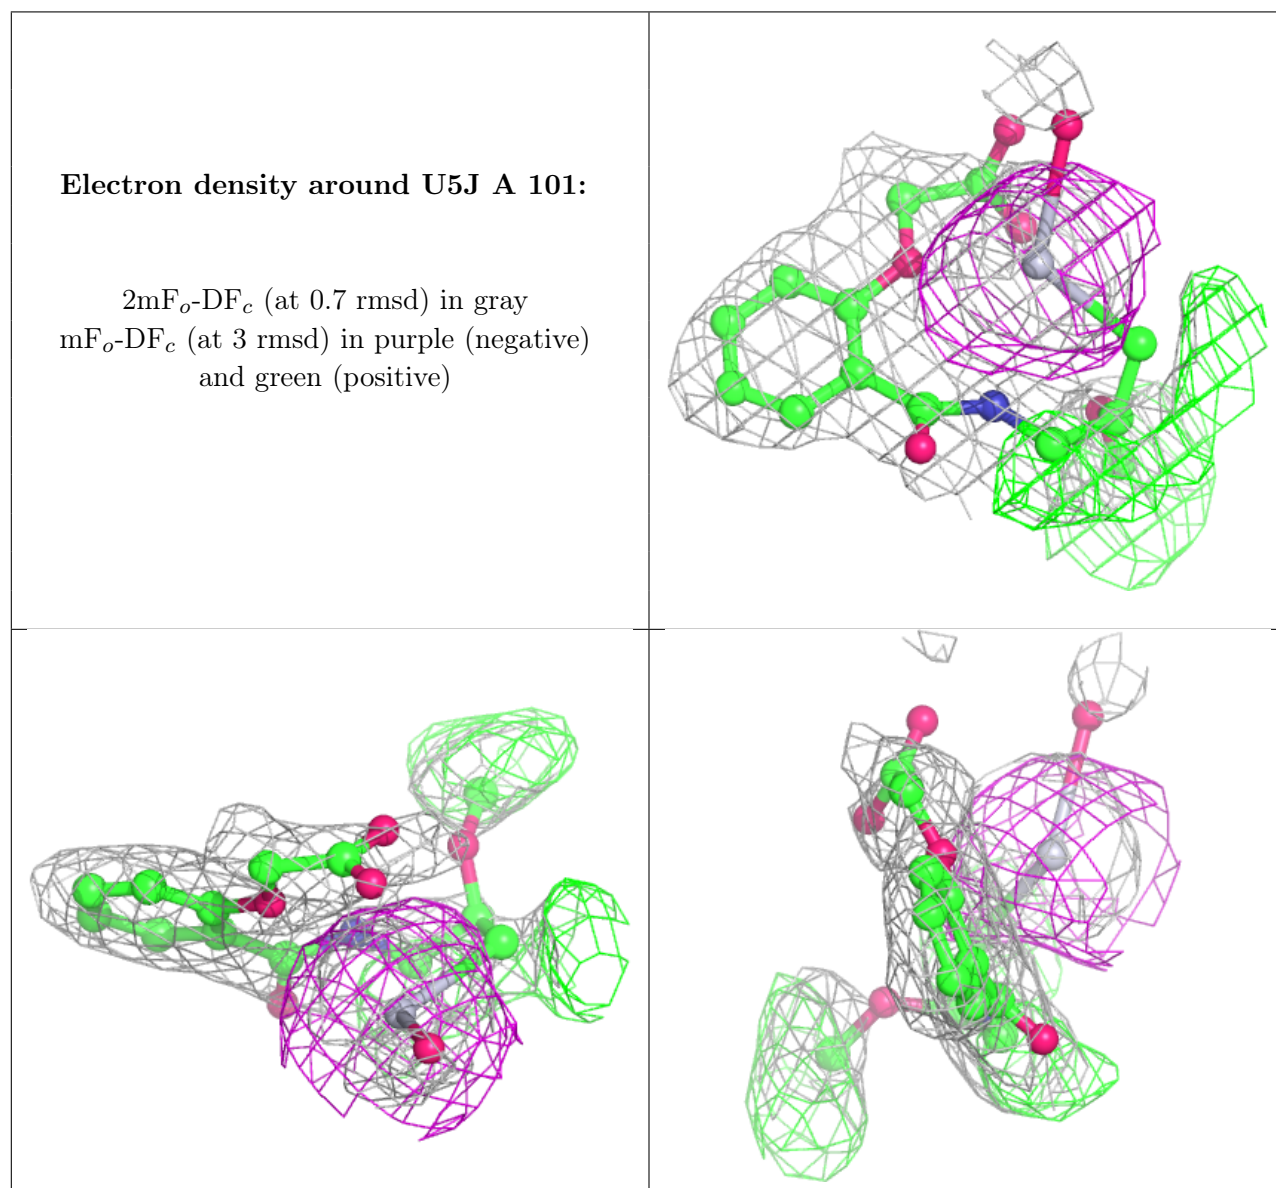 Electron density around U5J A 101:
2mF𝑜-DF𝑐 (at 0.7 rmsd) in gray
mF𝑜-DF𝑐 (at 3 rmsd) in purple (negative)
and green (positive)